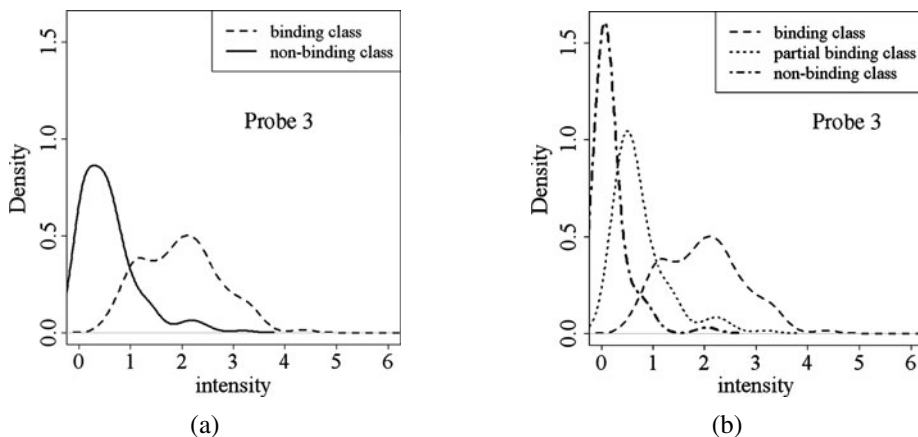 binding class
non-binding class
Probe 3
Density
0.0 0.5 1.0 1.5
0 1 2 3 4 5 6
intensity
(a)
binding class
partial binding class
non-binding class
Probe 3
Density
0.0 0.5 1.0 1.5
0 1 2 3 4 5 6
intensity
(b)